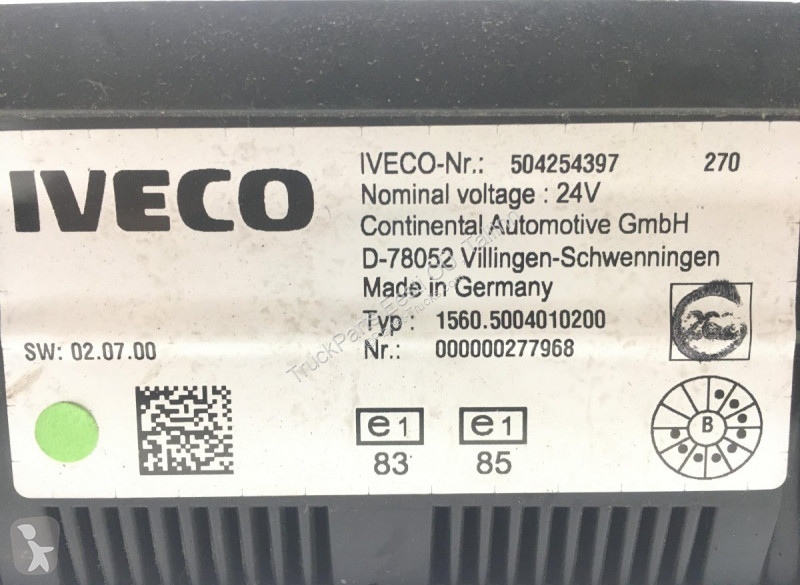 IVECO
IVECO-Nr.: 504254397 270
Nominal voltage : 24V
Continental Automotive GmbH
D-78052 Villingen-Schwenningen
Made in Germany
Typ : 1560.5004010200
Nr.: 000000277968
SW: 02.07.00
e1
83
e1
85
B